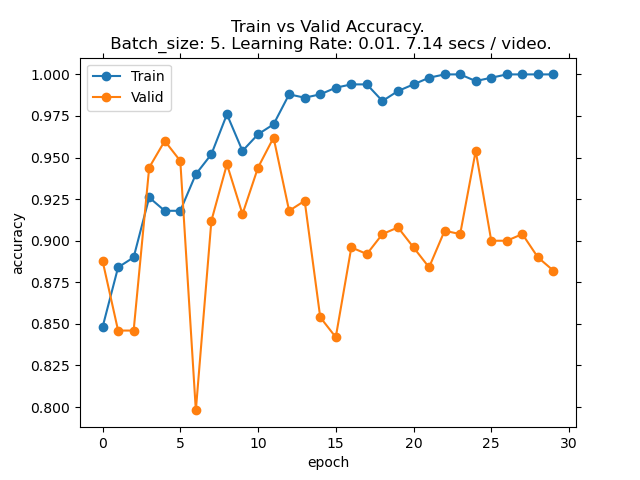 Train vs Valid Accuracy.
Batch_size: 5. Learning Rate: 0.01. 7.14 secs / video.
Train
Valid
1.000
0.975
0.950
0.925
0.900
0.875
0.850
0.825
0.800
accuracy
0 5 10 15 20 25 30
epoch